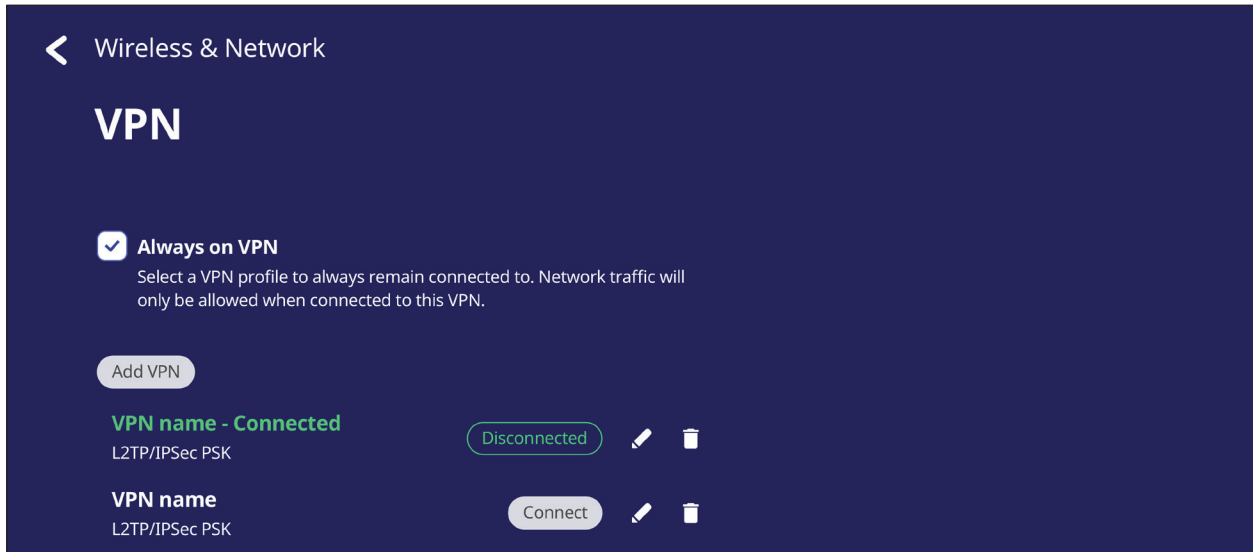 Wireless & Network
VPN
Always on VPN
Select a VPN profile to always remain connected to. Network traffic will
only be allowed when connected to this VPN.
Add VPN
VPN name - Connected
L2TP/IPSec PSK
Disconnected
VPN name
L2TP/IPSec PSK
Connect